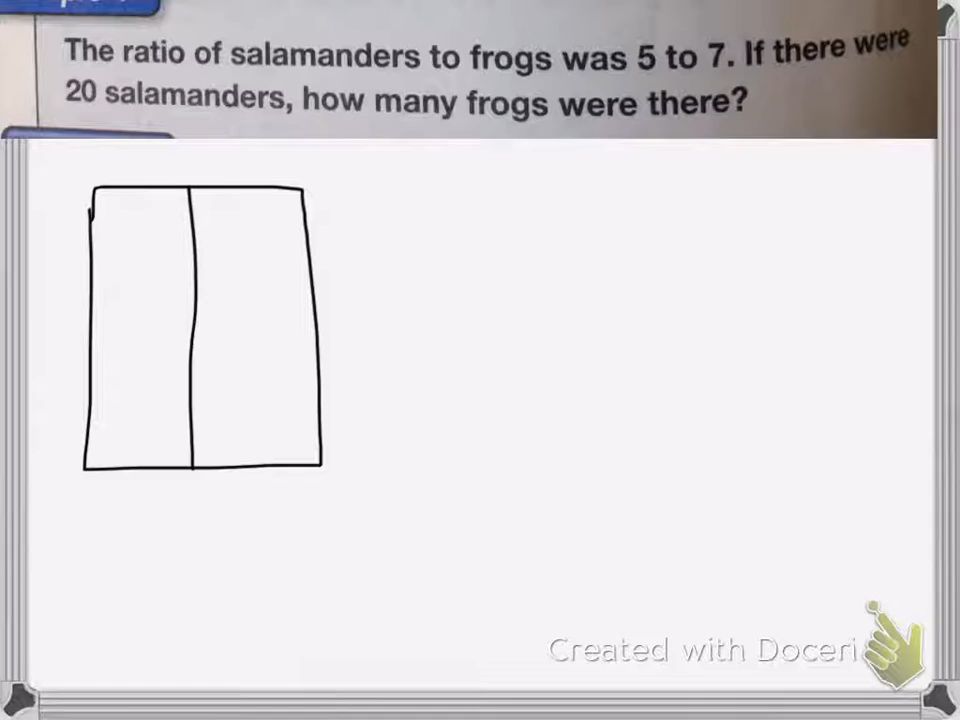 The ratio of salamanders to frogs was 5 to 7. If there were
20 salamanders, how many frogs were there?
Created with Doceri